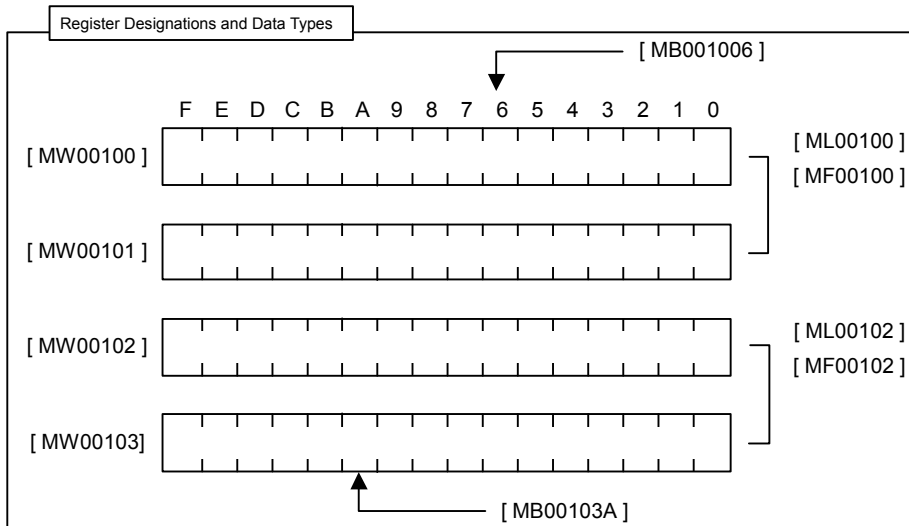 Register Designations and Data Types
[ MB001006 ]
F E D C B A 9 8 7 6 5 4 3 2 1 0
[ MW00100 ]
[ ML00100 ]
[ MF00100 ]
[ MW00101 ]
[ MW00102 ]
[ ML00102 ]
[ MF00102 ]
[ MW00103]
[ MB00103A ]